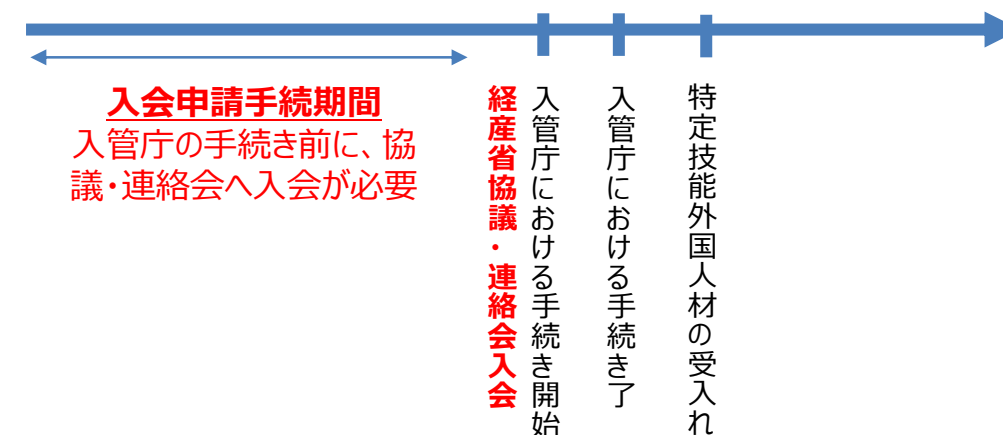 入会申請手続期間
入管庁の手続き前に、協
議・連絡会へ入会が必要
経産省協議・連絡会入会
入管庁における手続き開始
入管庁における手続き了
特定技能外国人材の受入れ